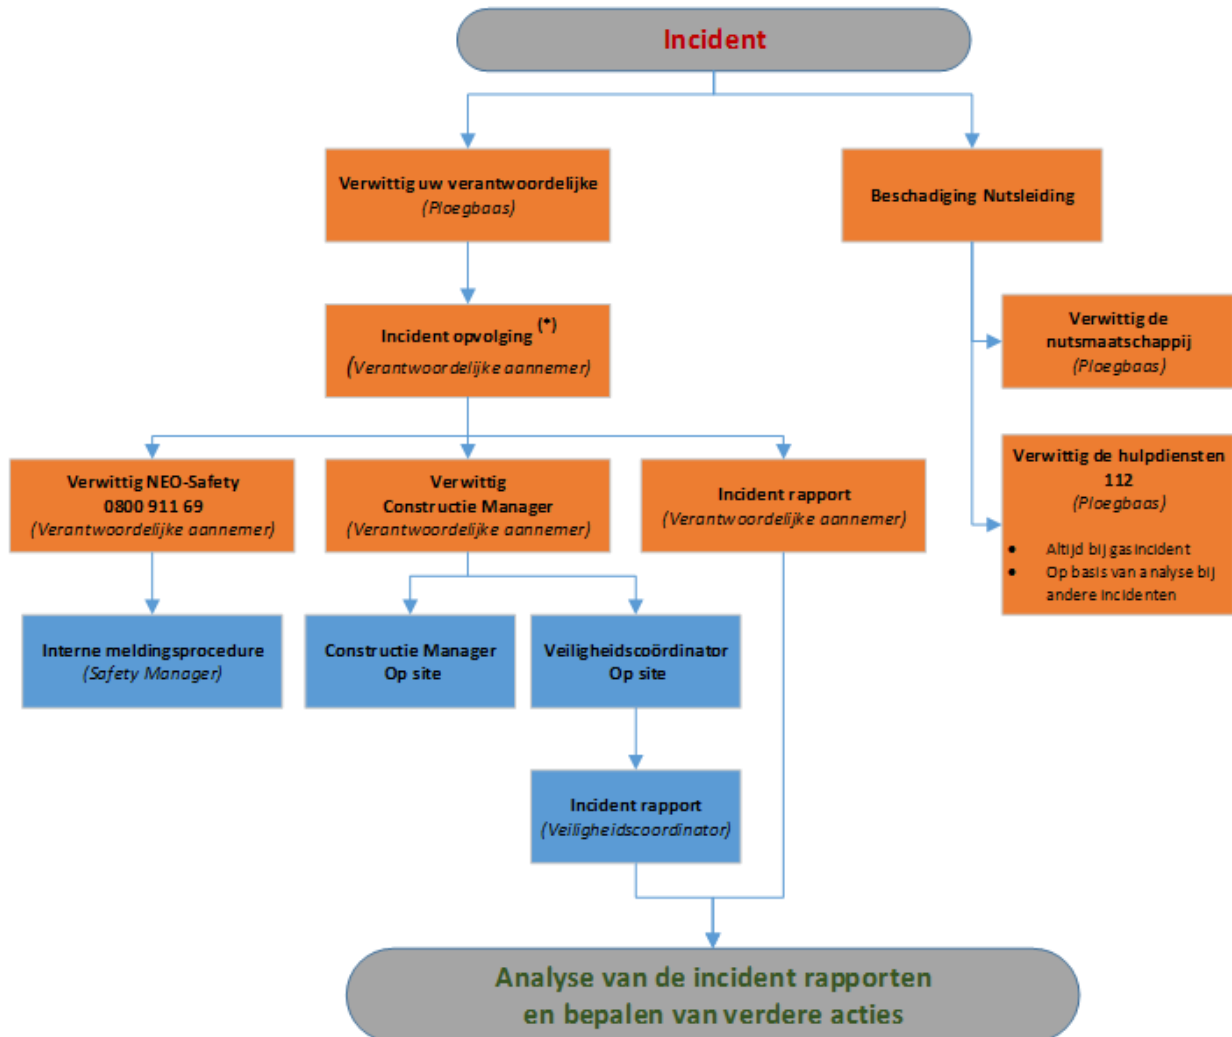 Incident
Verwittig uw verantwoordelijke
(Ploegbaas)
Beschadiging Nutsleiding
Incident opvolging (*)
(Verantwoordelijke aannemer)
Verwittig de
nutsmaatschappij
(Ploegbaas)
Verwittig NEO-Safety
0800 911 69
(Verantwoordelijke aannemer)
Verwittig
Constructie Manager
(Verantwoordelijke aannemer)
Incident rapport
(Verantwoordelijke aannemer)
Verwittig de hulpdiensten
112
(Ploegbaas)
• Altijd bij gasincident
• Op basis van analyse bij
andere incidenten
Interne meldingsprocedure
(Safety Manager)
Constructie Manager
Op site
Veiligheidscoördinator
Op site
Incident rapport
(Veiligheidscoordinator)
Analyse van de incident rapporten
en bepalen van verdere acties